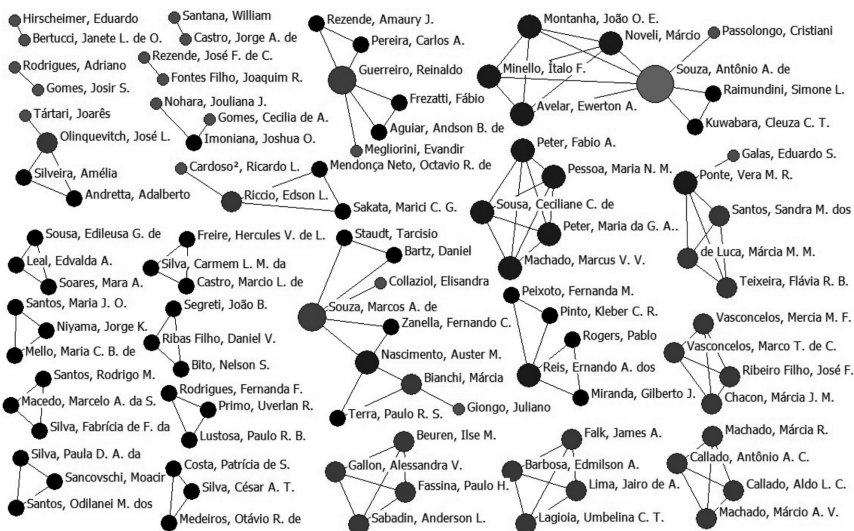 Hirscheimer, Eduardo
Bertucci, Janete L. de O.
Rodrigues, Adriano
Gomes, Josir S.
Tártari, Joarês
Olinquevitch, José L.
Silveira, Amélia
Andretta, Adalberto
Santana, William
Castro, Jorge A. de
Rezende, José F. de C.
Fontes Filho, Joaquim R.
Nohara, Jouliana J.
Gomes, Cecilia de A.
Imoniana, Joshua O.
Cardoso², Ricardo L.
Mendonça Neto, Octavio R. de
Riccio, Edson L.
Sakata, Marici C. G.
Rezende, Amaury J.
Pereira, Carlos A.
Guerreiro, Reinaldo
Frezatti, Fábio
Aguiar, Andson B. de
Megliorini, Evandir
Montanha, João O. E.
Noveli, Márcio
Passolongo, Cristiani
Minello, Ítalo F.
Souza, Antônio A. de
Raimundini, Simone L.
Avelar, Ewerton A.
Kuwabara, Cleuza C. T.
Peter, Fabio A.
Pessoa, Maria N. M.
Sousa, Ceciliane C. de
Peter, Maria da G. A..
Machado, Marcus V. V.
Galas, Eduardo S.
Ponte, Vera M. R.
Santos, Sandra M. dos
de Luca, Márcia M. M.
Teixeira, Flávia R. B.
Sousa, Edileusa G. de
Leal, Edvalda A.
Soares, Mara A.
Freire, Hercules V. de L.
Silva, Carmem L. M. da
Castro, Marcio L. de
Santos, Maria J. O.
Niyama, Jorge K.
Mello, Maria C. B. de
Segreti, João B.
Ribas Filho, Daniel V.
Bito, Nelson S.
Santos, Rodrigo M.
Macedo, Marcelo A. da S.
Silva, Fabrícia F. da
Rodrigues, Fernanda F.
Primo, Uverlan R.
Lustosa, Paulo R. B.
Silva, Paula D. A. da
Sancovschi, Moacir
Santos, Odilanei M. dos
Costa, Patrícia de S.
Silva, César A. T.
Medeiros, Otávio R. de
Staudt, Tarcisio
Bartz, Daniel
Collaziol, Elisandra
Souza, Marcos A. de
Zanella, Fernando C.
Nascimento, Auster M.
Bianchi, Márcia
Terra, Paulo R. S.
Giongo, Juliano
Peixoto, Fernanda M.
Pinto, Kleber C. R.
Rogers, Pablo
Reis, Ernando A. dos
Miranda, Gilberto J.
Vasconcelos, Mercia M. F.
Vasconcelos, Marco T. de C.
Ribeiro Filho, José F.
Chacon, Márcia J. M.
Beuren, Ilse M.
Gallon, Alessandra V.
Fassina, Paulo H.
Sabadin, Anderson L.
Falk, James A.
Barbosa, Edmilson A.
Lima, Jairo de A.
Lagioia, Umbelina C. T.
Machado, Márcia R.
Callado, Antônio A. C.
Callado, Aldo L. C.
Machado, Márcio A. V.